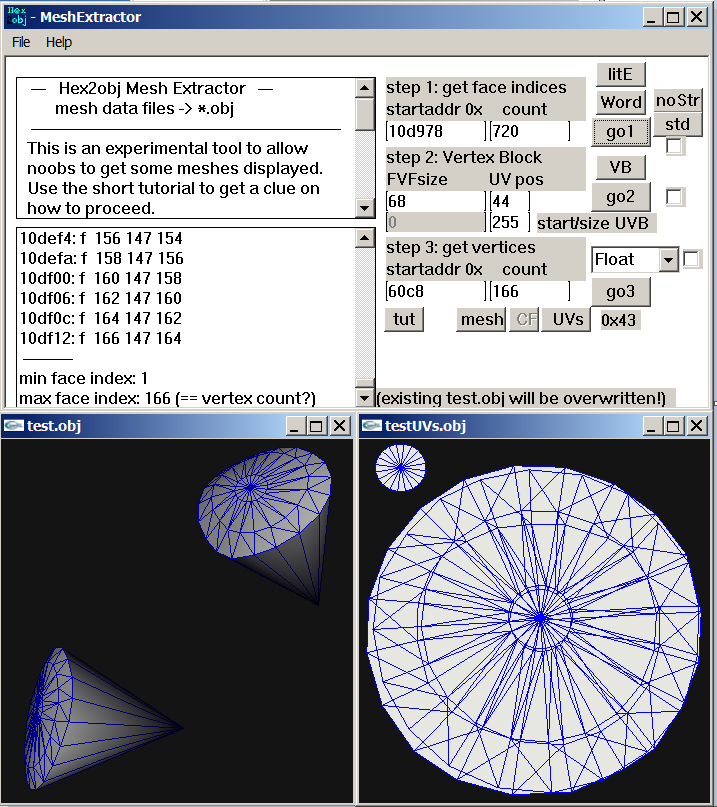 Hex2obj - MeshExtractor
File Help
— Hex2obj Mesh Extractor —
mesh data files -> *.obj
This is an experimental tool to allow
noobs to get some meshes displayed.
Use the short tutorial to get a clue on
how to proceed.
10def4: f 156 147 154
10defa: f 158 147 156
10df00: f 160 147 158
10df06: f 162 147 160
10df0c: f 164 147 162
10df12: f 166 147 164
min face index: 1
max face index: 166 (== vertex count?)
step 1: get face indices
startaddr 0x count
10d978 720
litE
Word
noStr
go1
std
step 2: Vertex Block
FVFsize UV pos
68 44
0 255 start/size UVB
VB
go2
step 3: get vertices
startaddr 0x count
60c8 166
Float
go3
tut mesh CF UVs 0x43
(existing test.obj will be overwritten!)
test.obj
testUVs.obj